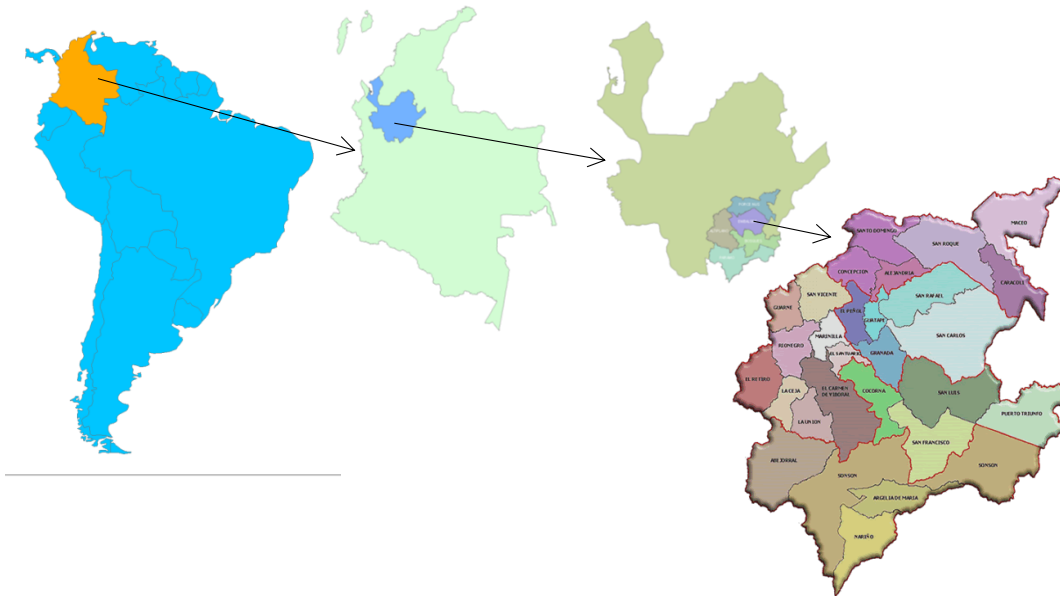 MACEO
SANTO DOMINGO
SAN ROQUE
CONCEPCION
ALEJANDRIA
CARACOLI
SAN VICENTE
SAN RAFAEL
GUARNE
EL PEÑOL
GUATAPE
MARINILLA
SAN CARLOS
RIONEGRO
EL SANTUARIO
GRANADA
EL RETIRO
LA CEJA
EL CARMEN
DE VIBORAL
COCORNA
SAN LUIS
PUERTO TRIUNFO
LA UNION
SAN FRANCISCO
ABEJORRAL
SONSON
SONSON
ARGELIA DE MARIA
NARIÑO